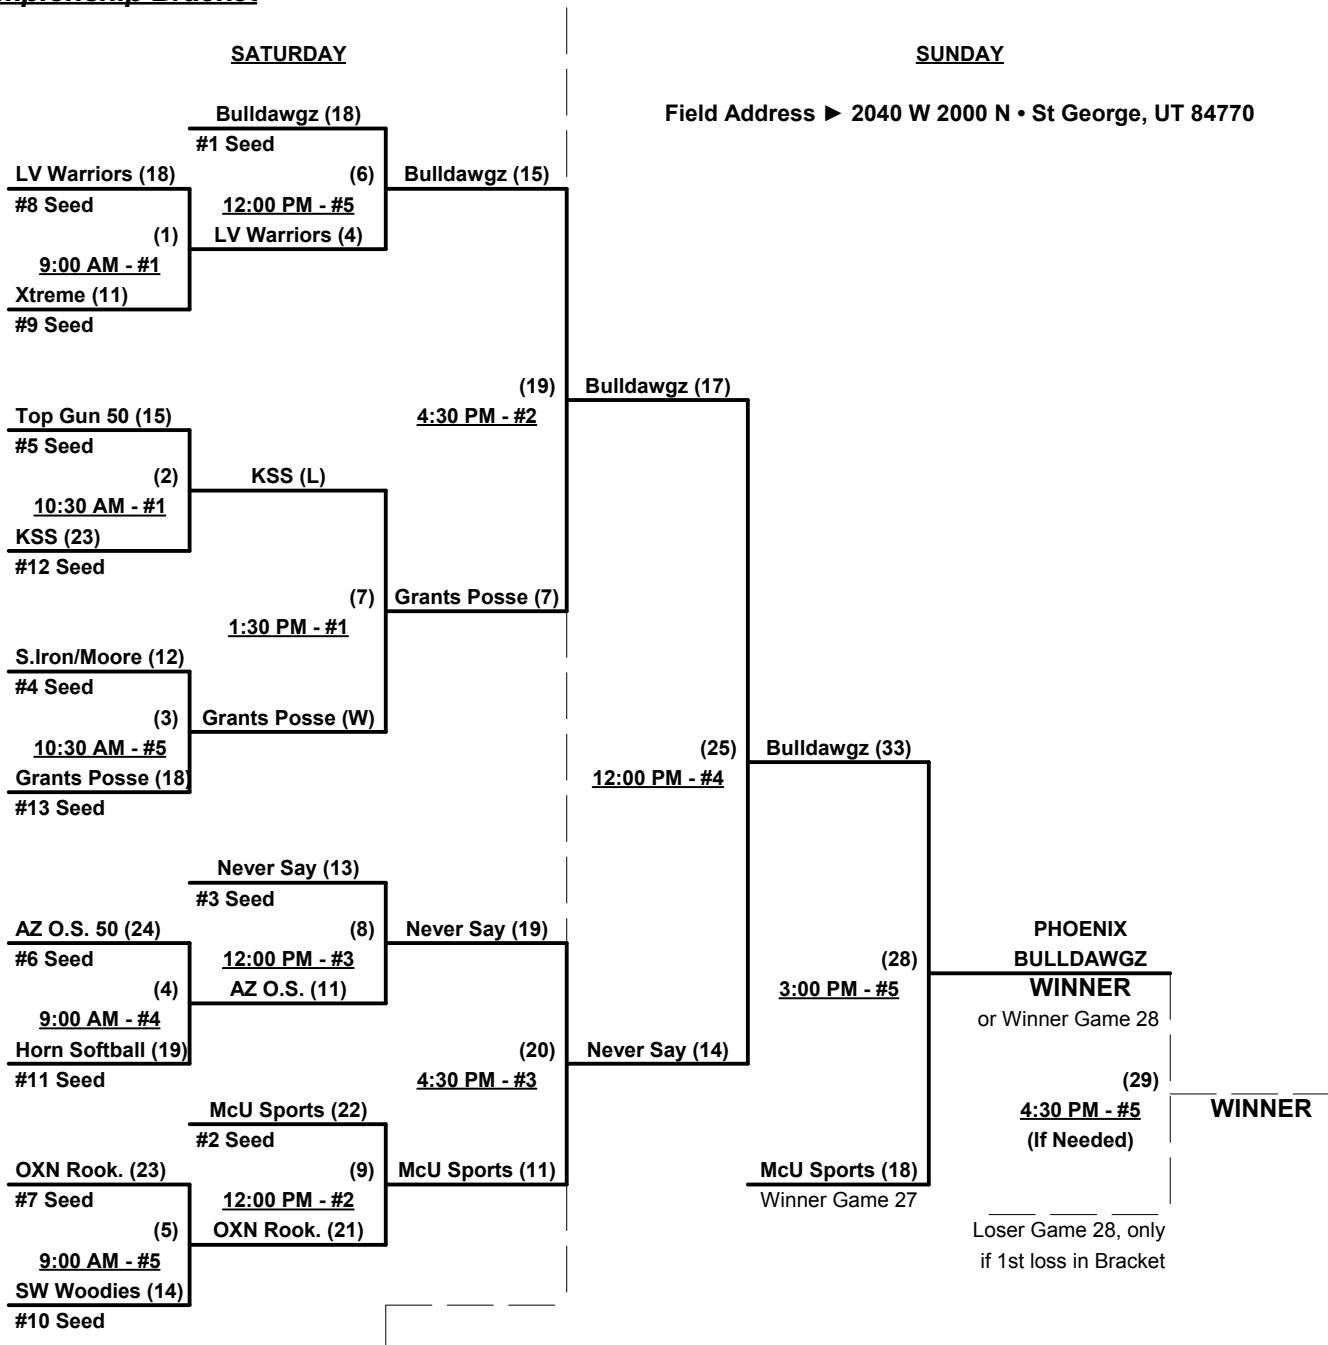 SATURDAY
SUNDAY
Bulldawgz (18)
Field Address ► 2040 W 2000 N • St George, UT 84770
#1 Seed
LV Warriors (18)
(6)
Bulldawgz (15)
#8 Seed
12:00 PM - #5
(1)
LV Warriors (4)
9:00 AM - #1
Xtreme (11)
#9 Seed
(19)
Bulldawgz (17)
Top Gun 50 (15)
4:30 PM - #2
#5 Seed
(2)
KSS (L)
10:30 AM - #1
KSS (23)
#12 Seed
(7)
Grants Posse (7)
1:30 PM - #1
S.Iron/Moore (12)
#4 Seed
(3)
Grants Posse (W)
10:30 AM - #5
(25)
Bulldawgz (33)
Grants Posse (18)
12:00 PM - #4
#13 Seed
Never Say (13)
#3 Seed
AZ O.S. 50 (24)
(8)
Never Say (19)
PHOENIX
#6 Seed
12:00 PM - #3
(28)
BULLDAWGZ
(4)
AZ O.S. (11)
3:00 PM - #5
WINNER
9:00 AM - #4
or Winner Game 28
Horn Softball (19)
(20)
Never Say (14)
#11 Seed
4:30 PM - #3
(29)
McU Sports (22)
4:30 PM - #5
WINNER
#2 Seed
(If Needed)
OXN Rook. (23)
(9)
McU Sports (11)
McU Sports (18)
#7 Seed
12:00 PM - #2
Winner Game 27
(5)
OXN Rook. (21)
Loser Game 28, only
9:00 AM - #5
if 1st loss in Bracket
SW Woodies (14)
#10 Seed